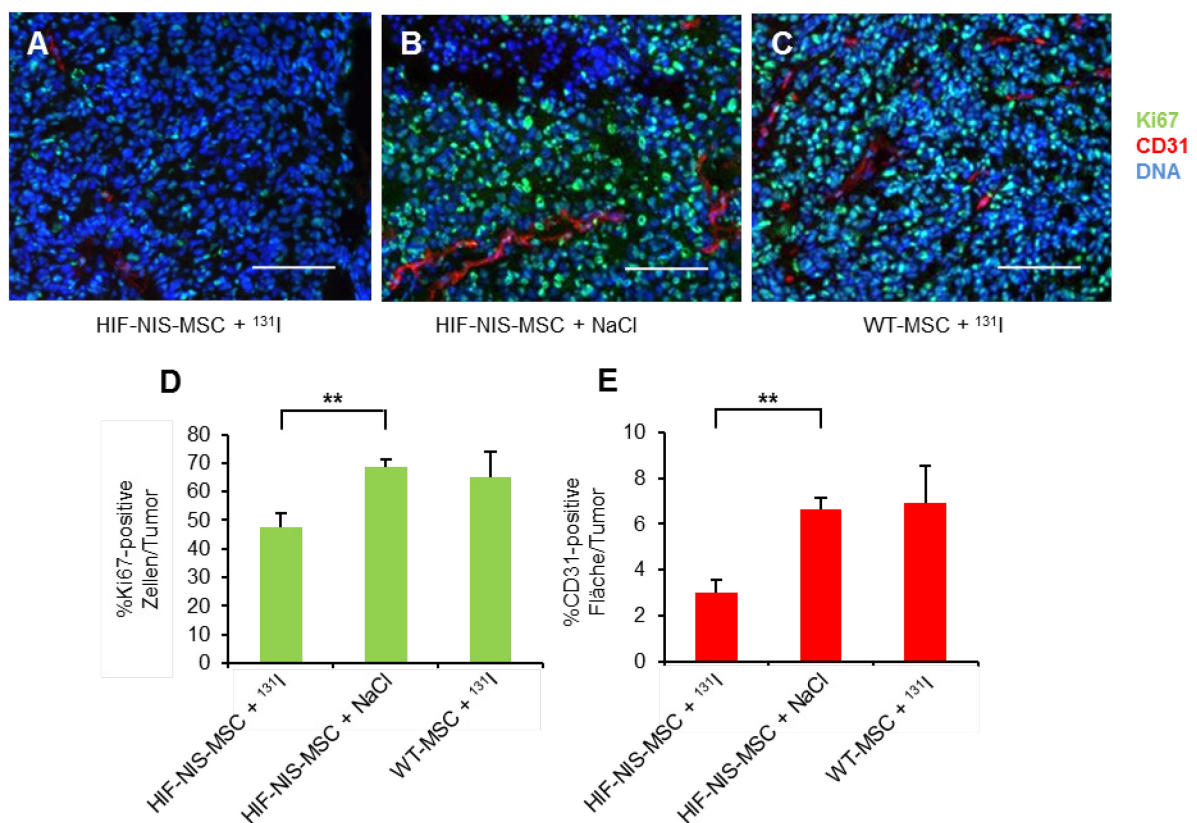 A
B
C
Ki67
CD31
DNA
HIF-NIS-MSC + ¹³¹I
HIF-NIS-MSC + NaCl
WT-MSC + ¹³¹I
D
**
%Ki67-positive
Zellen/Tumor
80
70
60
50
40
30
20
10
0
HIF-NIS-MSC + ¹³¹I
HIF-NIS-MSC + NaCl
WT-MSC + ¹³¹I
E
**
%CD31-positive
Fläche/Tumor
10
8
6
4
2
0
HIF-NIS-MSC + ¹³¹I
HIF-NIS-MSC + NaCl
WT-MSC + ¹³¹I